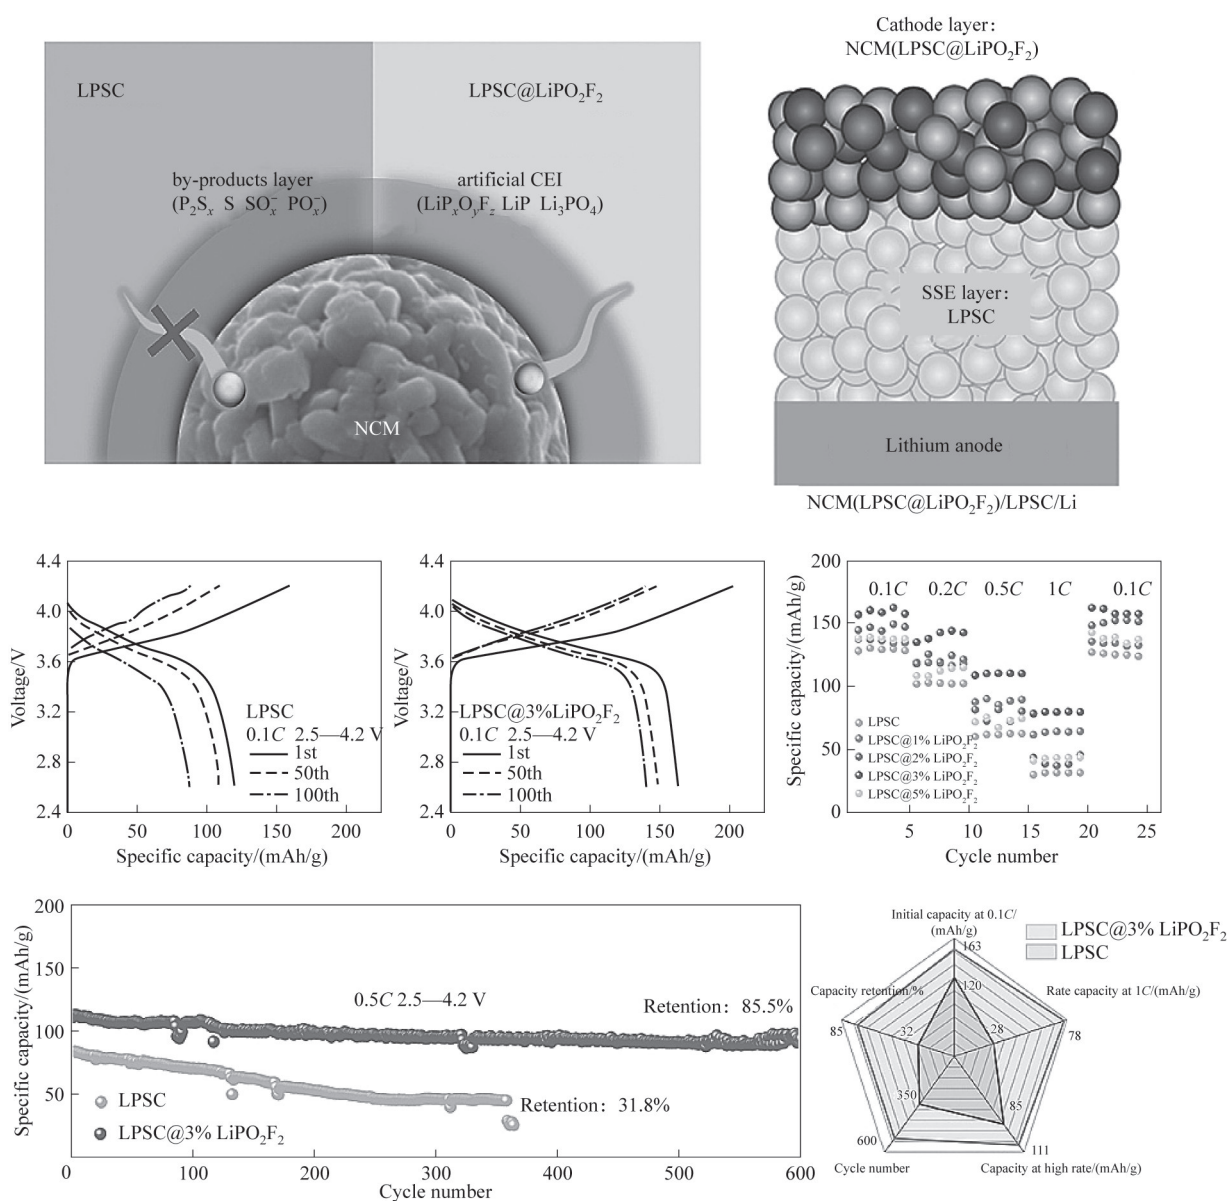 LPSC
LPSC@LiPO₂F₂
by-products layer
(P₂Sₓ S SOₓ⁻ POₓ⁻)
artificial CEI
(LiPₓOᵧF_z LiP Li₃PO₄)
NCM
Cathode layer:
NCM(LPSC@LiPO₂F₂)
SSE layer:
LPSC
Lithium anode
NCM(LPSC@LiPO₂F₂)/LPSC/Li
4.4
4.0
3.6
3.2
2.8
2.4
Voltage/V
LPSC
0.1C 2.5—4.2 V
1st
50th
100th
0 50 100 150 200
Specific capacity/(mAh/g)
4.4
4.0
3.6
3.2
2.8
2.4
Voltage/V
LPSC@3%LiPO₂F₂
0.1C 2.5—4.2 V
1st
50th
100th
0 50 100 150 200
Specific capacity/(mAh/g)
200
150
100
50
0
Specific capacity/(mAh/g)
0.1C 0.2C 0.5C 1C 0.1C
LPSC
LPSC@1% LiPO₂F₂
LPSC@2% LiPO₂F₂
LPSC@3% LiPO₂F₂
LPSC@5% LiPO₂F₂
5 10 15 20 25
Cycle number
200
150
100
50
Specific capacity/(mAh/g)
0.5C 2.5—4.2 V
Retention: 85.5%
Retention: 31.8%
LPSC
LPSC@3% LiPO₂F₂
0 100 200 300 400 500 600
Cycle number
Initial capacity at 0.1C/
(mAh/g)
163
LPSC@3% LiPO₂F₂
LPSC
Capacity retention/%
120
Rate capacity at 1C/(mAh/g)
85
32
28
78
350
85
600
111
Cycle number
Capacity at high rate/(mAh/g)